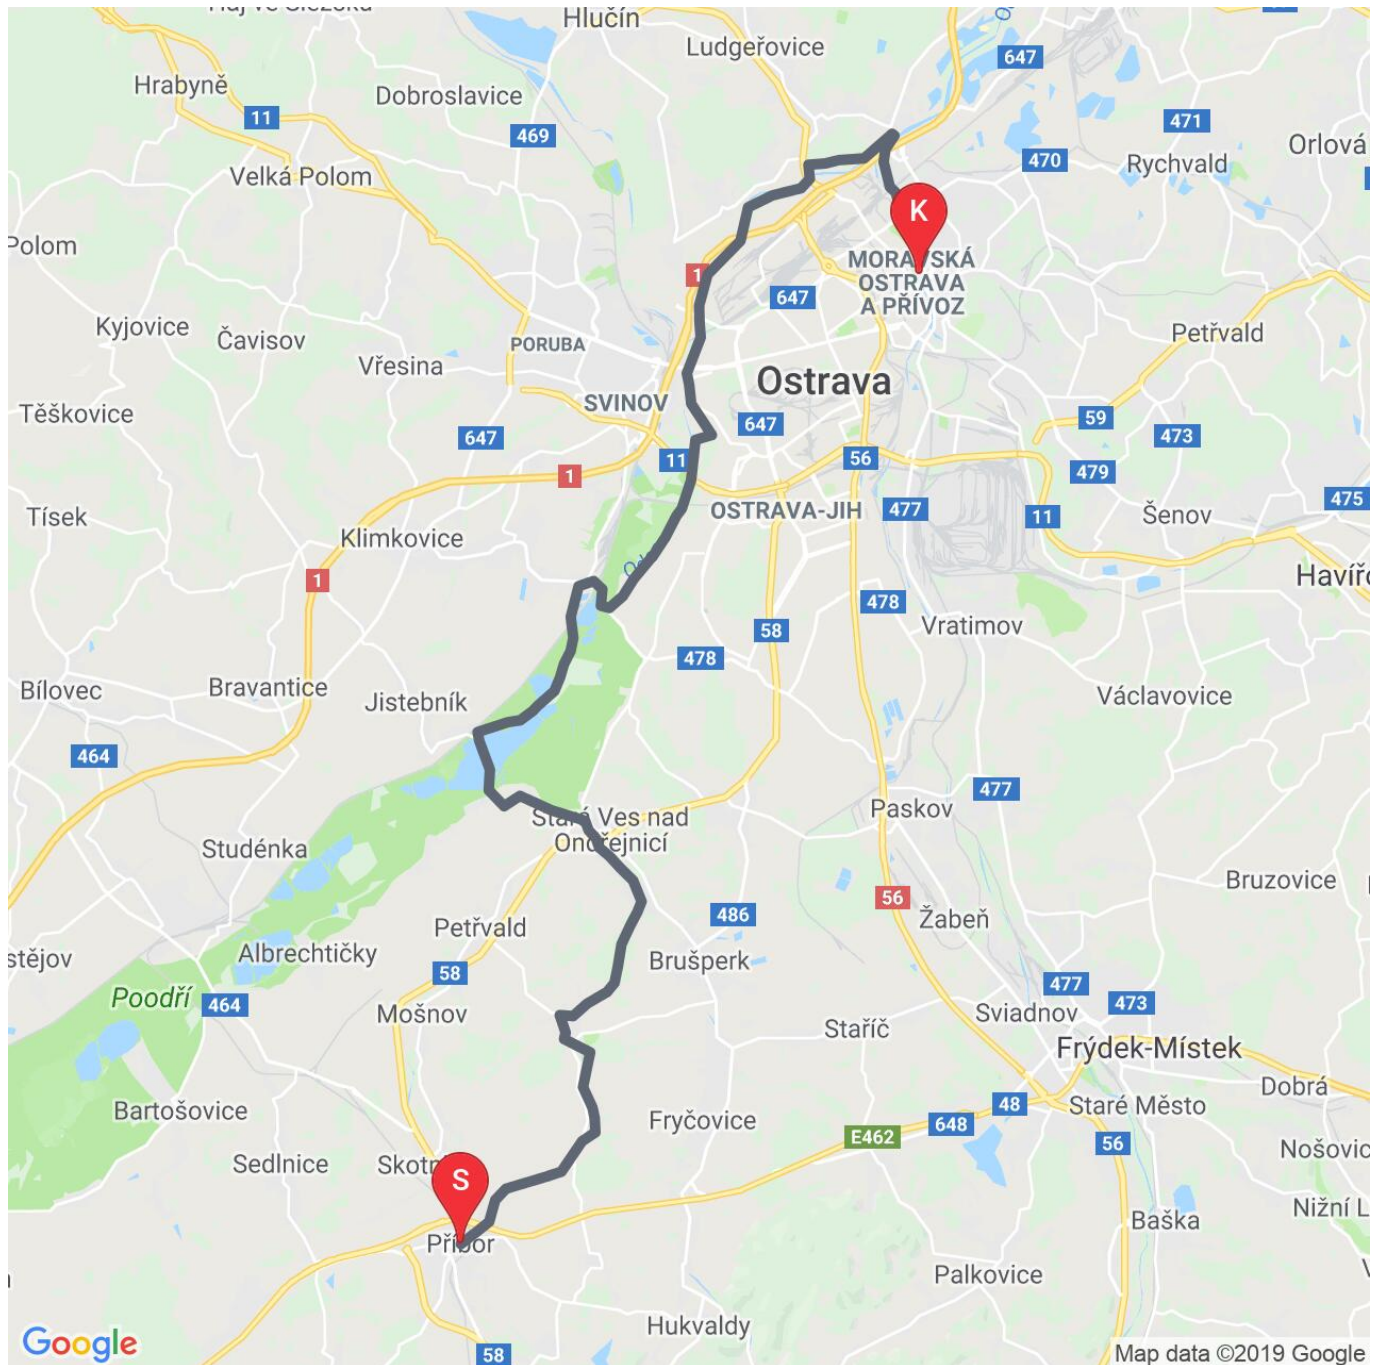 Háj ve Slezsku
Hlučín
Ludgeřovice
647
Hrabyně
Dobroslavice
11
469
471
Orlová
470
Rychvald
Velká Polom
K
Polom
MORAVSKÁ
OSTRAVA
A PŘÍVOZ
1
647
Kyjovice
Čavisov
PORUBA
Petřvald
Vřesina
Ostrava
SVINOV
Těškovice
59
647
647
473
11
56
479
1
475
OSTRAVA-JIH
477
11
Šenov
Tísek
Klimkovice
1
Havířo
478
58
Vratimov
478
Bílovec
Bravantice
Jistebník
Václavovice
464
477
Paskov
Stará Ves nad
Ondřejnicí
Studénka
Bruzovice
56
486
Žabeň
Petřvald
Albrechtičky
stějov
Brušperk
58
477
Poodří
464
473
Mošnov
Sviadnov
Staříč
Frýdek-Místek
Dobrá
Bartošovice
48
Staré Město
Fryčovice
648
E462
56
Nošovic
Sedlnice
Skotn
S
Nižní L
Baška
Příbor
Palkovice
Hukvaldy
Google
58
Map data ©2019 Google